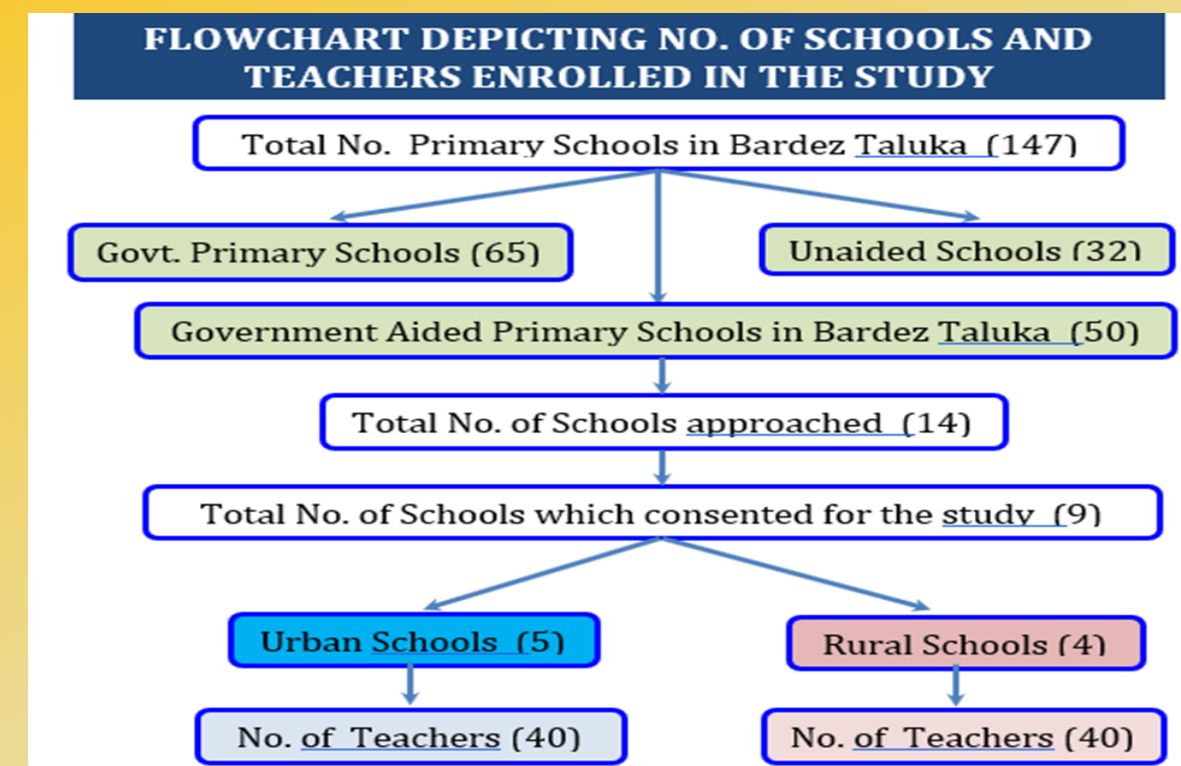 FLOWCHART DEPICTING NO. OF SCHOOLS AND
TEACHERS ENROLLED IN THE STUDY
Total No. Primary Schools in Bardez Taluka (147)
Govt. Primary Schools (65)
Unaided Schools (32)
Government Aided Primary Schools in Bardez Taluka (50)
Total No. of Schools approached (14)
Total No. of Schools which consented for the study (9)
Urban Schools (5)
Rural Schools (4)
No. of Teachers (40)
No. of Teachers (40)